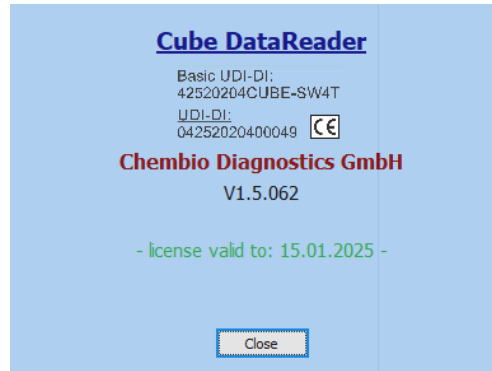 Cube DataReader
Basic UDI-DI:
42520204CUBE-SW4T
UDI-DI:
04252020400049 CE
Chembio Diagnostics GmbH
V1.5.062
- license valid to: 15.01.2025 -
Close